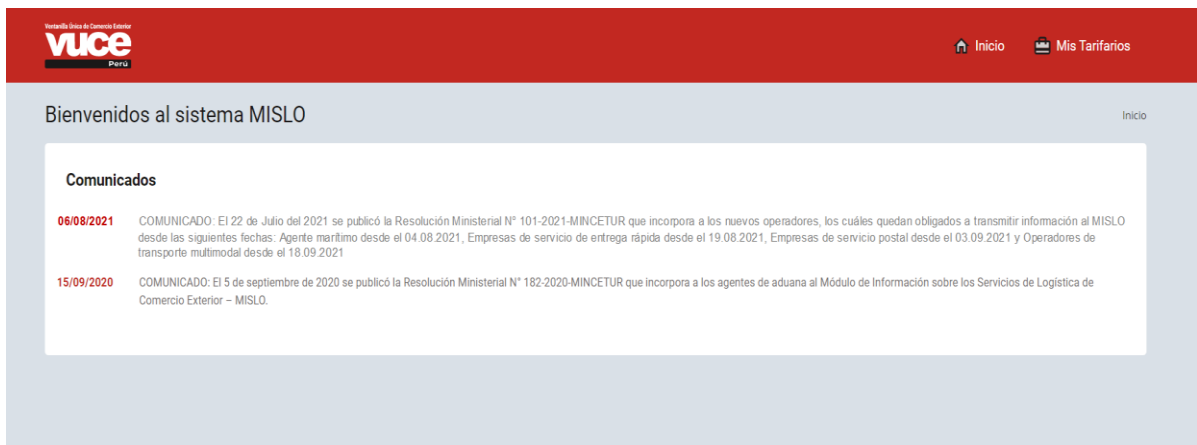 Ventanilla Única de Comercio Exterior
vuce
Perú
Inicio
Mis Tarifarios
Bienvenidos al sistema MISLO
Inicio
Comunicados
06/08/2021
COMUNICADO: El 22 de Julio del 2021 se publicó la Resolución Ministerial N° 101-2021-MINCETUR que incorpora a los nuevos operadores, los cuáles quedan obligados a transmitir información al MISLO
desde las siguientes fechas: Agente marítimo desde el 04.08.2021, Empresas de servicio de entrega rápida desde el 19.08.2021, Empresas de servicio postal desde el 03.09.2021 y Operadores de
transporte multimodal desde el 18.09.2021
15/09/2020
COMUNICADO: El 5 de septiembre de 2020 se publicó la Resolución Ministerial N° 182-2020-MINCETUR que incorpora a los agentes de aduana al Módulo de Información sobre los Servicios de Logística de
Comercio Exterior – MISLO.